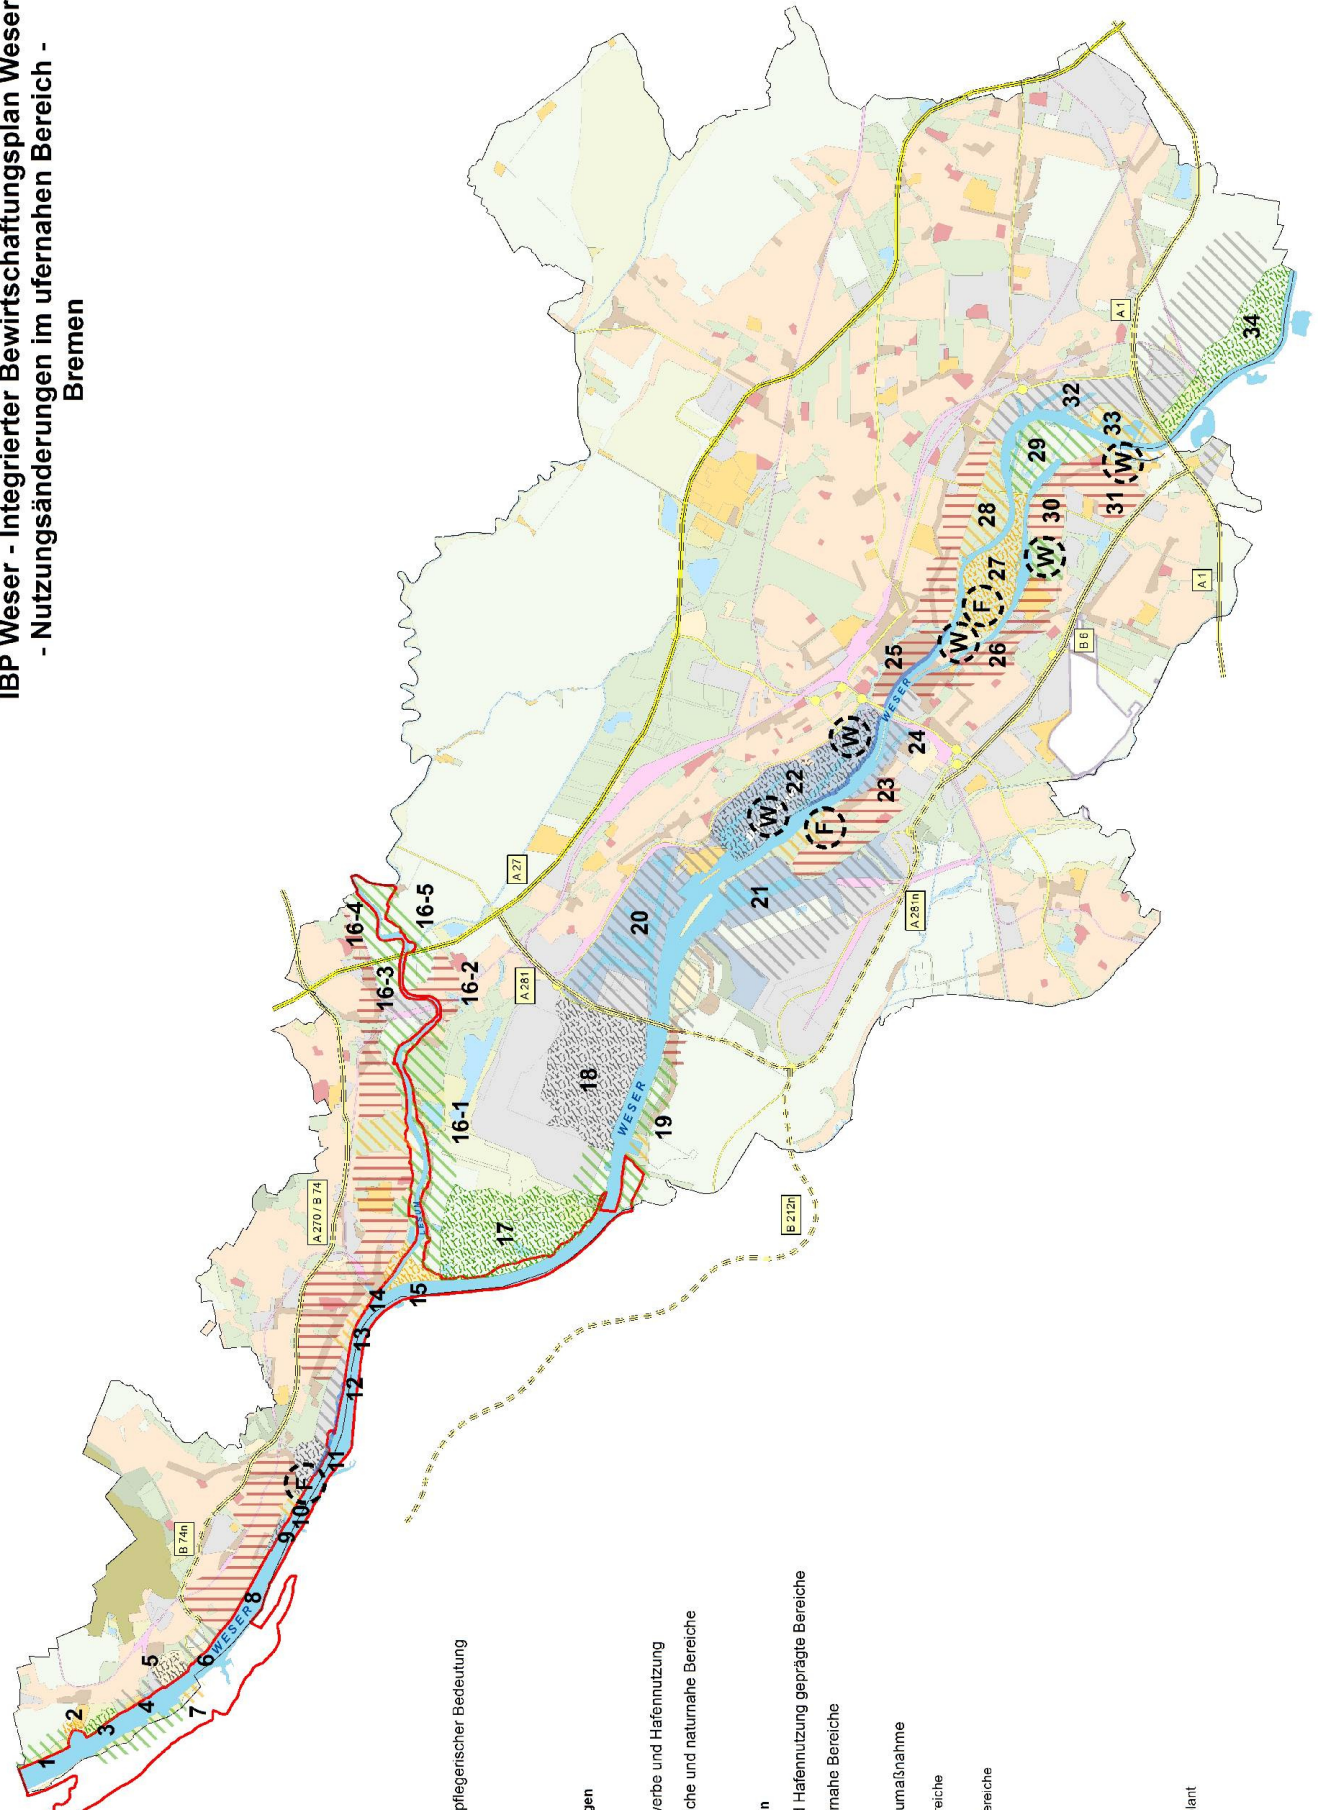 IBP Weser - Integrierter Bewirtschaftungsplan Weser
- Nutzungsänderungen im ufernahen Bereich -
Bremen
1
2
3
4
5
6
7
8
9
10
11
12
13
14
15
16-1
16-2
16-3
16-4
16-5
17
18
19
20
21
22
23
24
25
26
27
28
29
30
31
32
33
34
WESER
WESER
WESER
LESUM
F
F
F
W
W
W
W
W
B 74n
A 270 / B 74
A 27
A 281
A 281n
B 212n
B 6
A 1
A 1
pflegerischer Bedeutung
gen
erbe und Hafennutzung
che und naturnahe Bereiche
n
l Hafennutzung geprägte Bereiche
rnahe Bereiche
umaßnahme
reiche
ereiche
lant